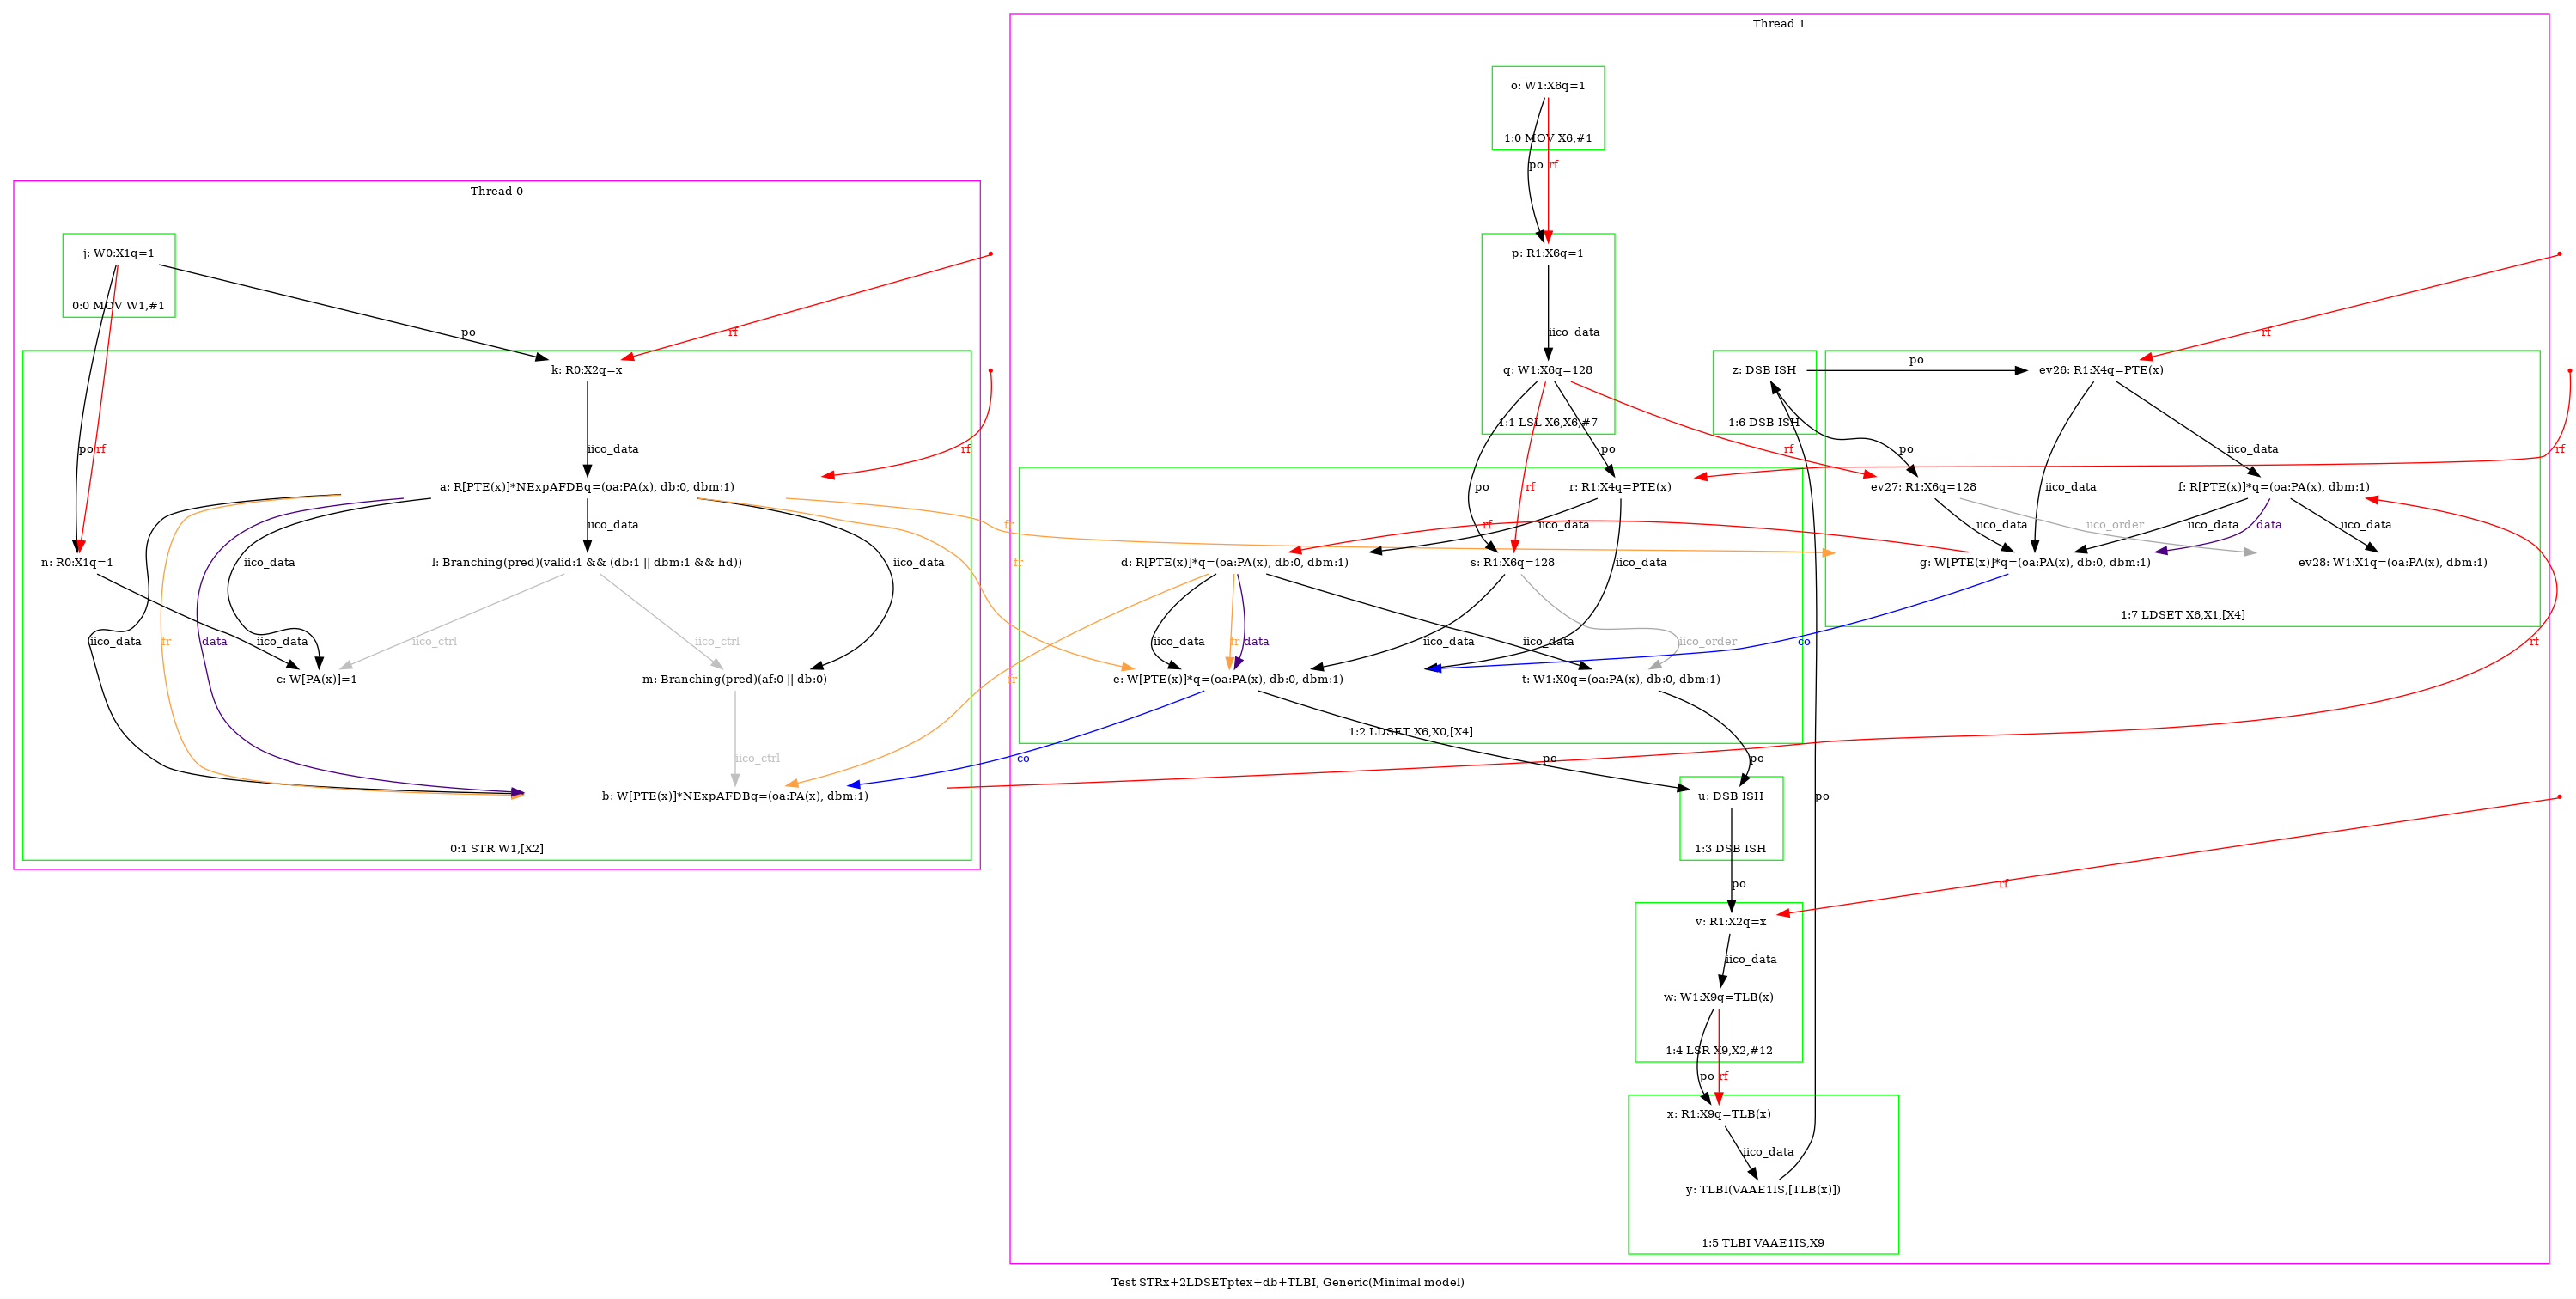 Thread 1
o: W1:X6q=1
1:0 MOV X6,#1
po
rf
Thread 0
j: W0:X1q=1
0:0 MOV W1,#1
p: R1:X6q=1
iico_data
q: W1:X6q=128
1:1 LSL X6,X6,#7
po
rf
rf
z: DSB ISH
1:6 DSB ISH
po
ev26: R1:X4q=PTE(x)
k: R0:X2q=x
iico_data
po
rf
rf
po
rf
po
rf
po
iico_data
rf
a: R[PTE(x)]*NExpAFDBq=(oa:PA(x), db:0, dbm:1)
r: R1:X4q=PTE(x)
ev27: R1:X6q=128
f: R[PTE(x)]*q=(oa:PA(x), dbm:1)
iico_data
po
rf
iico_data
fr
rf
iico_data
iico_data
iico_order
iico_data
data
iico_data
n: R0:X1q=1
iico_data
l: Branching(pred)(valid:1 && (db:1 || dbm:1 && hd))
iico_data
fr
d: R[PTE(x)]*q=(oa:PA(x), db:0, dbm:1)
s: R1:X6q=128
iico_data
g: W[PTE(x)]*q=(oa:PA(x), db:0, dbm:1)
ev28: W1:X1q=(oa:PA(x), dbm:1)
1:7 LDSET X6,X1,[X4]
iico_data
fr
data
iico_data
iico_ctrl
iico_ctrl
iico_data
fr
data
iico_data
iico_data
iico_order
co
rf
c: W[PA(x)]=1
m: Branching(pred)(af:0 || db:0)
fr
e: W[PTE(x)]*q=(oa:PA(x), db:0, dbm:1)
t: W1:X0q=(oa:PA(x), db:0, dbm:1)
1:2 LDSET X6,X0,[X4]
iico_ctrl
co
po
po
b: W[PTE(x)]*NExpAFDBq=(oa:PA(x), dbm:1)
u: DSB ISH
po
0:1 STR W1,[X2]
1:3 DSB ISH
po
rf
v: R1:X2q=x
iico_data
w: W1:X9q=TLB(x)
1:4 LSR X9,X2,#12
po
rf
x: R1:X9q=TLB(x)
iico_data
y: TLBI(VAAE1IS,[TLB(x)])
1:5 TLBI VAAE1IS,X9
Test STRx+2LDSETptex+db+TLBI, Generic(Minimal model)